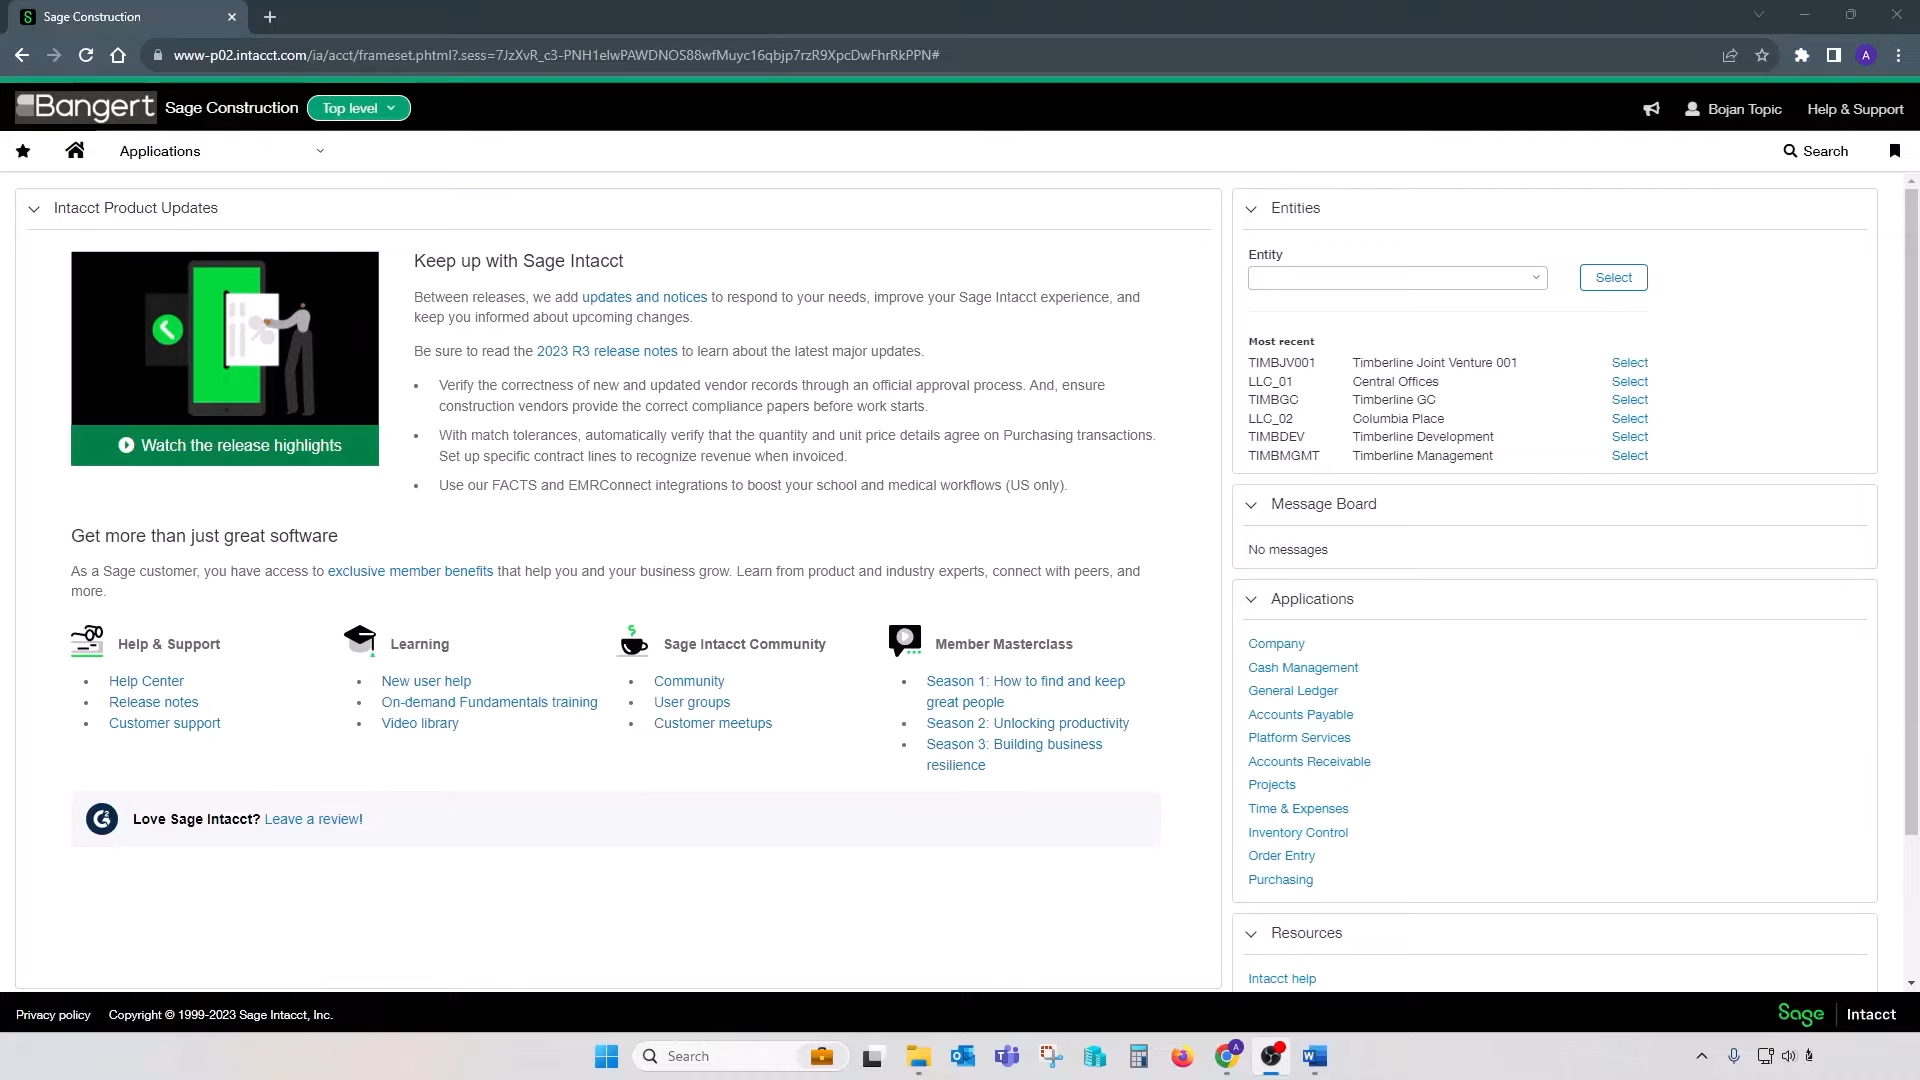 Sage Construction
www-p02.intacct.com/ia/acct/frameset.phtml?.sess=7JzXvR_c3-PNH1elwPAWDNOS88wfMuyc16qbjp7rzR9XpcDwFhrRkPPN#
A
Bangert Sage Construction Top level
Bojan Topic Help & Support
Applications
Search
Intacct Product Updates
Keep up with Sage Intacct
Between releases, we add updates and notices to respond to your needs, improve your Sage Intacct experience, and
keep you informed about upcoming changes.
Be sure to read the 2023 R3 release notes to learn about the latest major updates.
• Verify the correctness of new and updated vendor records through an official approval process. And, ensure
construction vendors provide the correct compliance papers before work starts.
• With match tolerances, automatically verify that the quantity and unit price details agree on Purchasing transactions.
Set up specific contract lines to recognize revenue when invoiced.
• Use our FACTS and EMRConnect integrations to boost your school and medical workflows (US only).
Watch the release highlights
Get more than just great software
As a Sage customer, you have access to exclusive member benefits that help you and your business grow. Learn from product and industry experts, connect with peers, and
more.
Help & Support
• Help Center
• Release notes
• Customer support
Learning
• New user help
• On-demand Fundamentals training
• Video library
Sage Intacct Community
• Community
• User groups
• Customer meetups
Member Masterclass
• Season 1: How to find and keep
great people
• Season 2: Unlocking productivity
• Season 3: Building business
resilience
Love Sage Intacct? Leave a review!
Entities
Entity
Select
Most recent
TIMBJV001 Timberline Joint Venture 001 Select
LLC_01 Central Offices Select
TIMBGC Timberline GC Select
LLC_02 Columbia Place Select
TIMBDEV Timberline Development Select
TIMBMGMT Timberline Management Select
Message Board
No messages
Applications
Company
Cash Management
General Ledger
Accounts Payable
Platform Services
Accounts Receivable
Projects
Time & Expenses
Inventory Control
Order Entry
Purchasing
Resources
Intacct help
Privacy policy Copyright © 1999-2023 Sage Intacct, Inc.
Sage Intacct
Search